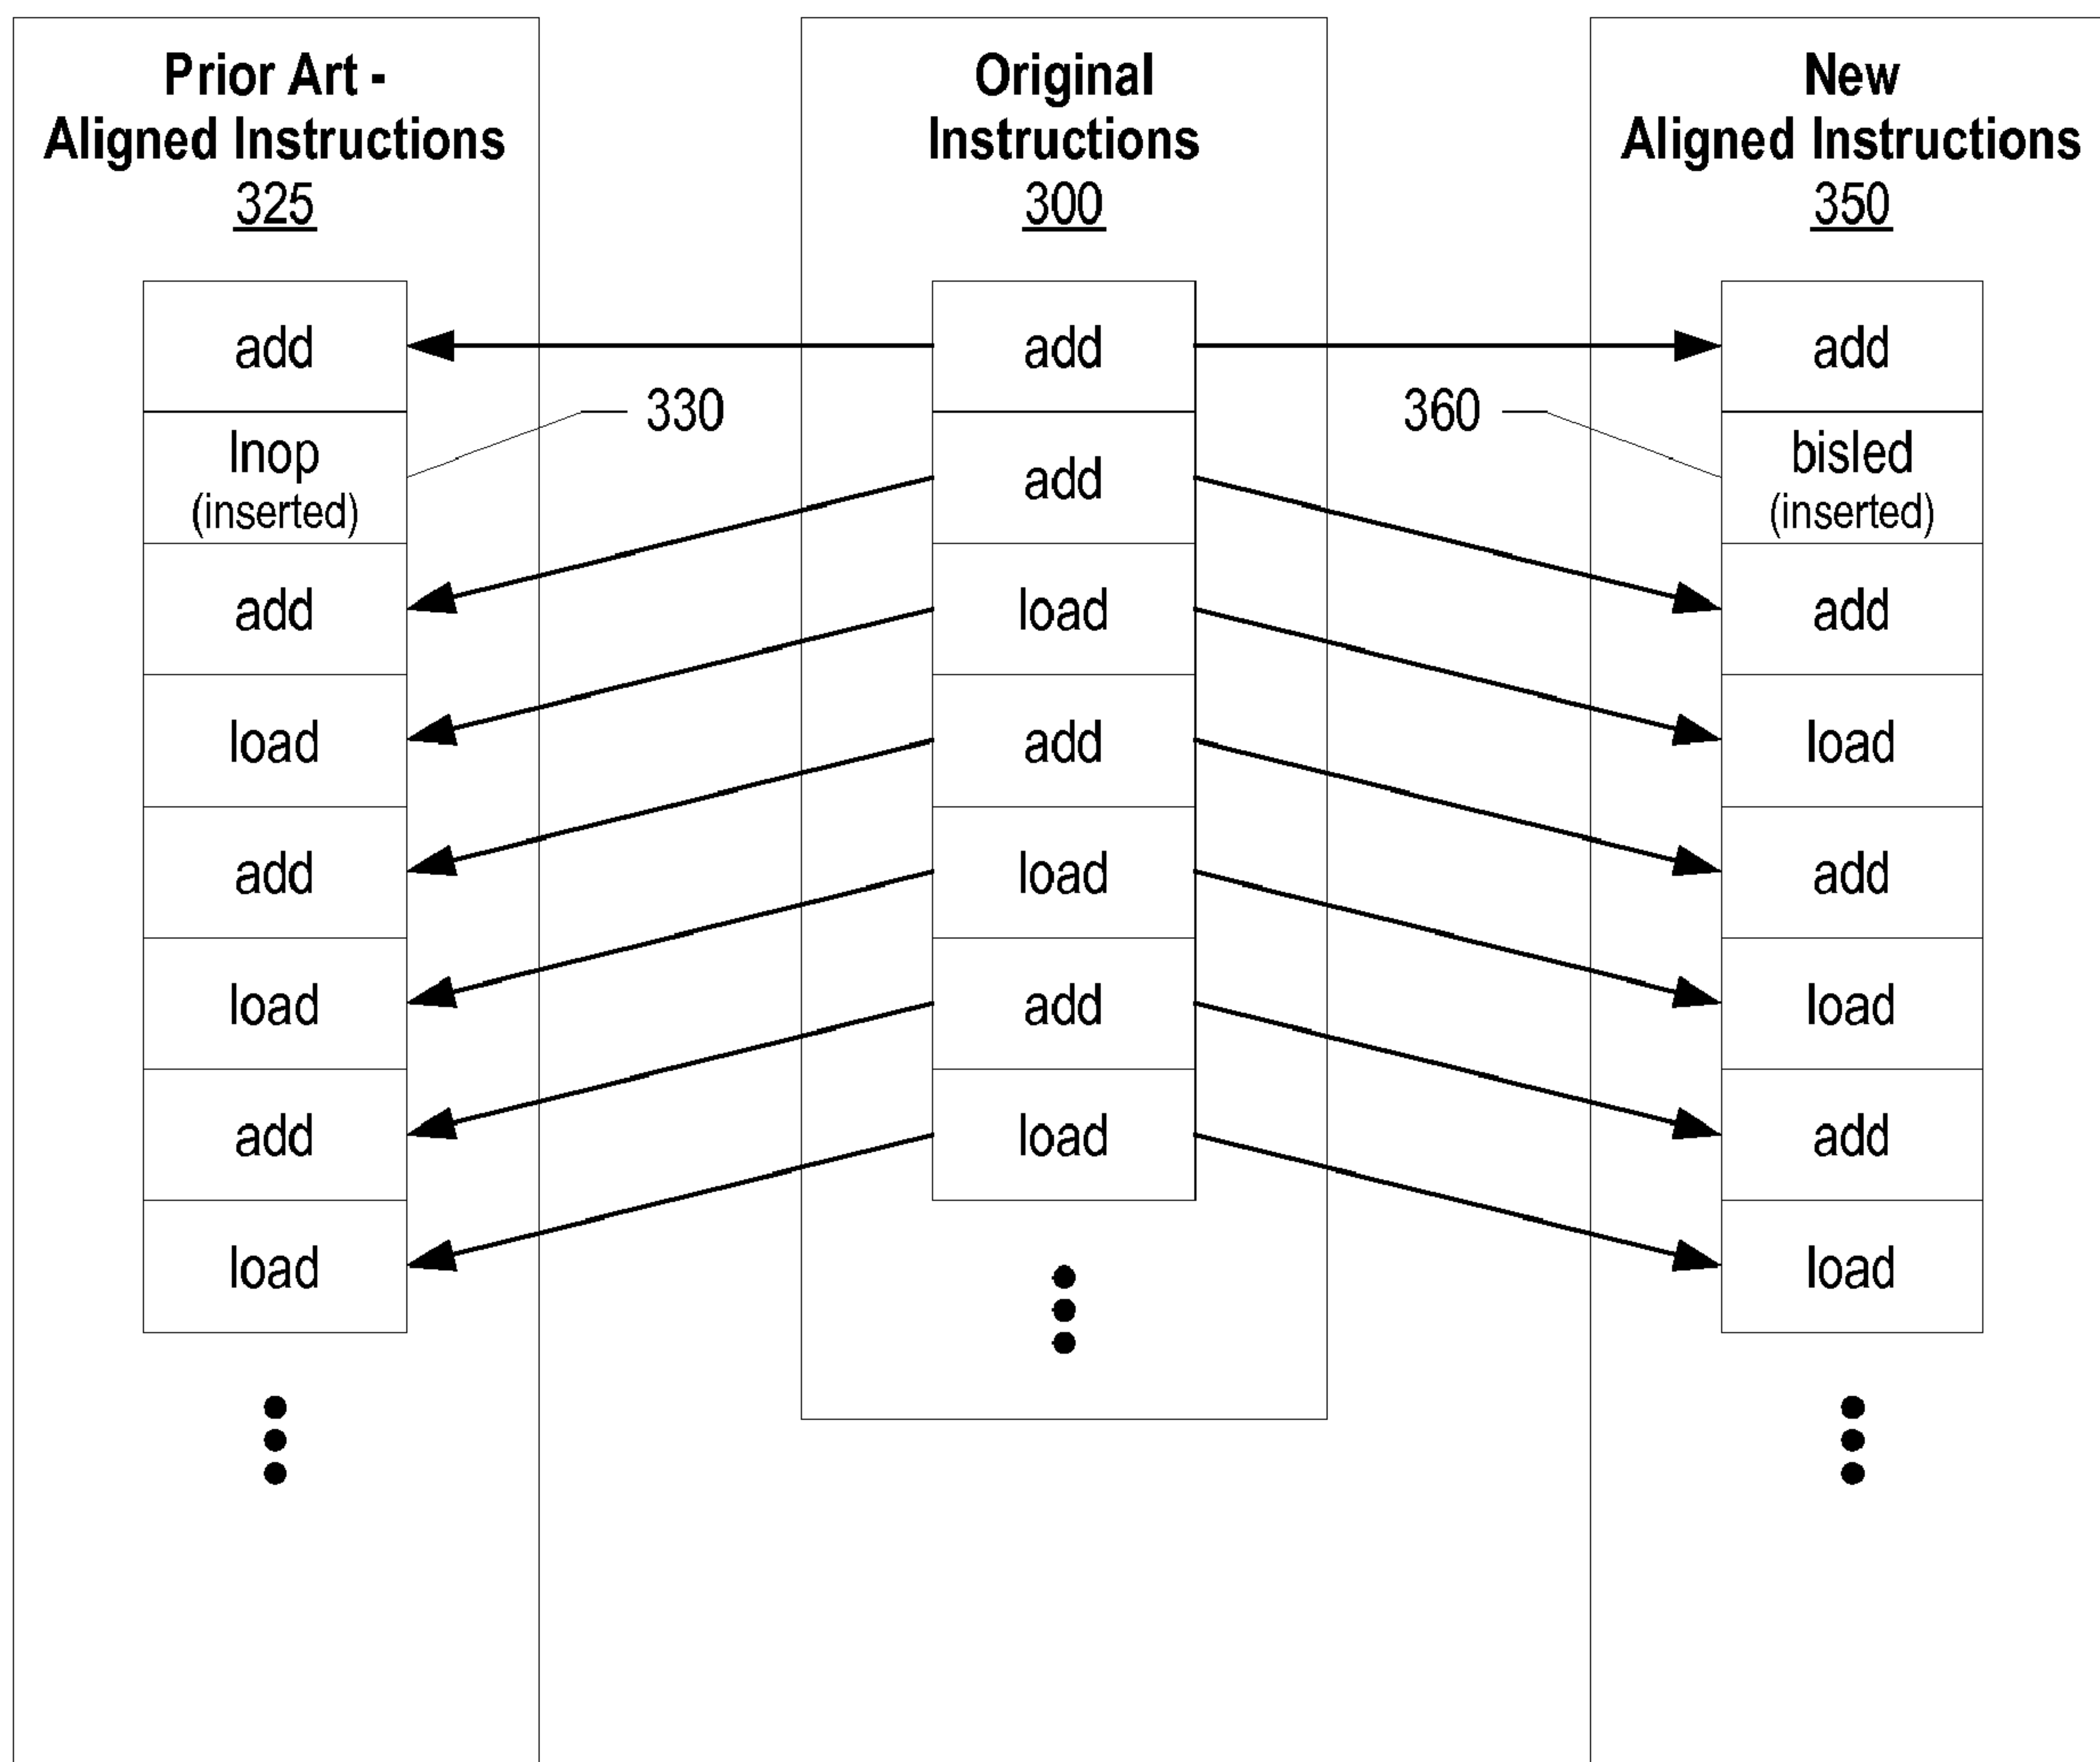 Prior Art -
Aligned Instructions
325
add
lnop
(inserted)
add
load
add
load
add
load
330
Original
Instructions
300
add
add
load
add
load
add
load
360
New
Aligned Instructions
350
add
bisled
(inserted)
add
load
add
load
add
load